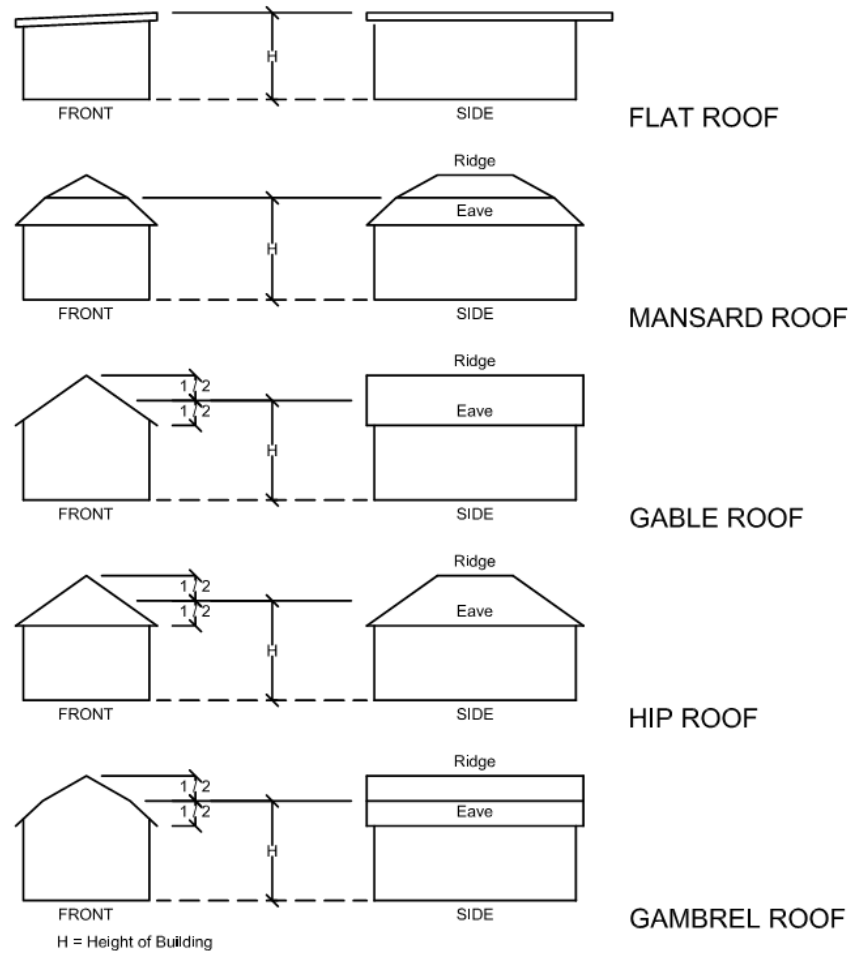 H
FRONT
SIDE
FLAT ROOF
Ridge
Eave
H
FRONT
SIDE
MANSARD ROOF
Ridge
1/2
1/2
Eave
H
FRONT
SIDE
GABLE ROOF
Ridge
1/2
1/2
Eave
H
FRONT
SIDE
HIP ROOF
Ridge
1/2
1/2
Eave
H
FRONT
SIDE
GAMBREL ROOF
H = Height of Building